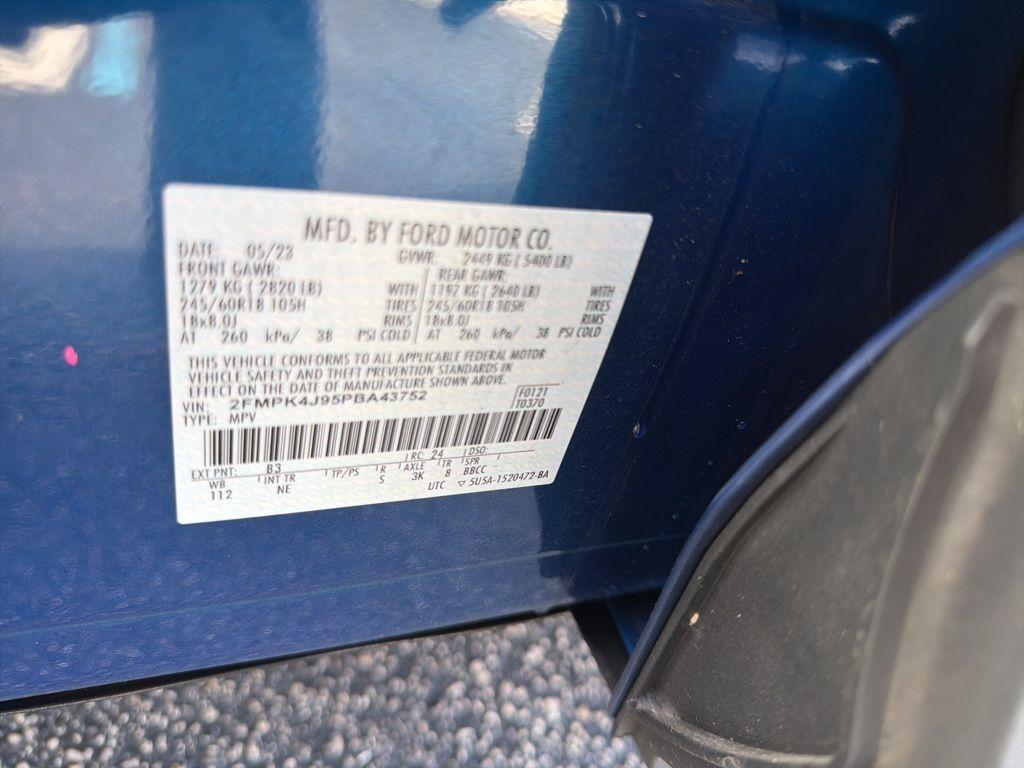 MFD. BY FORD MOTOR CO.
DATE: 05/23 GVWR: 2449 KG ( 5400 LB)
FRONT GAWR: REAR GAWR:
1279 KG ( 2820 LB) WITH 1197 KG ( 2640 LB) WITH
245/60R18 105H TIRES 245/60R18 105H TIRES
18x8.0J RIMS 18x8.0J RIMS
AT 260 kPa/ 38 PSI COLD AT 260 kPa/ 38 PSI COLD
THIS VEHICLE CONFORMS TO ALL APPLICABLE FEDERAL MOTOR
VEHICLE SAFETY AND THEFT PREVENTION STANDARDS IN
EFFECT ON THE DATE OF MANUFACTURE SHOWN ABOVE.
VIN: 2FMPK4J95PBA43752 F0121
TYPE: MPV T0370
EXT PNT: B3 RC: 24 DSO:
WB INT TR TP/PS R AXLE TR SPR
112 NE S 3K 8 BBCC
UTC ▽ 5U5A-1520472-BA